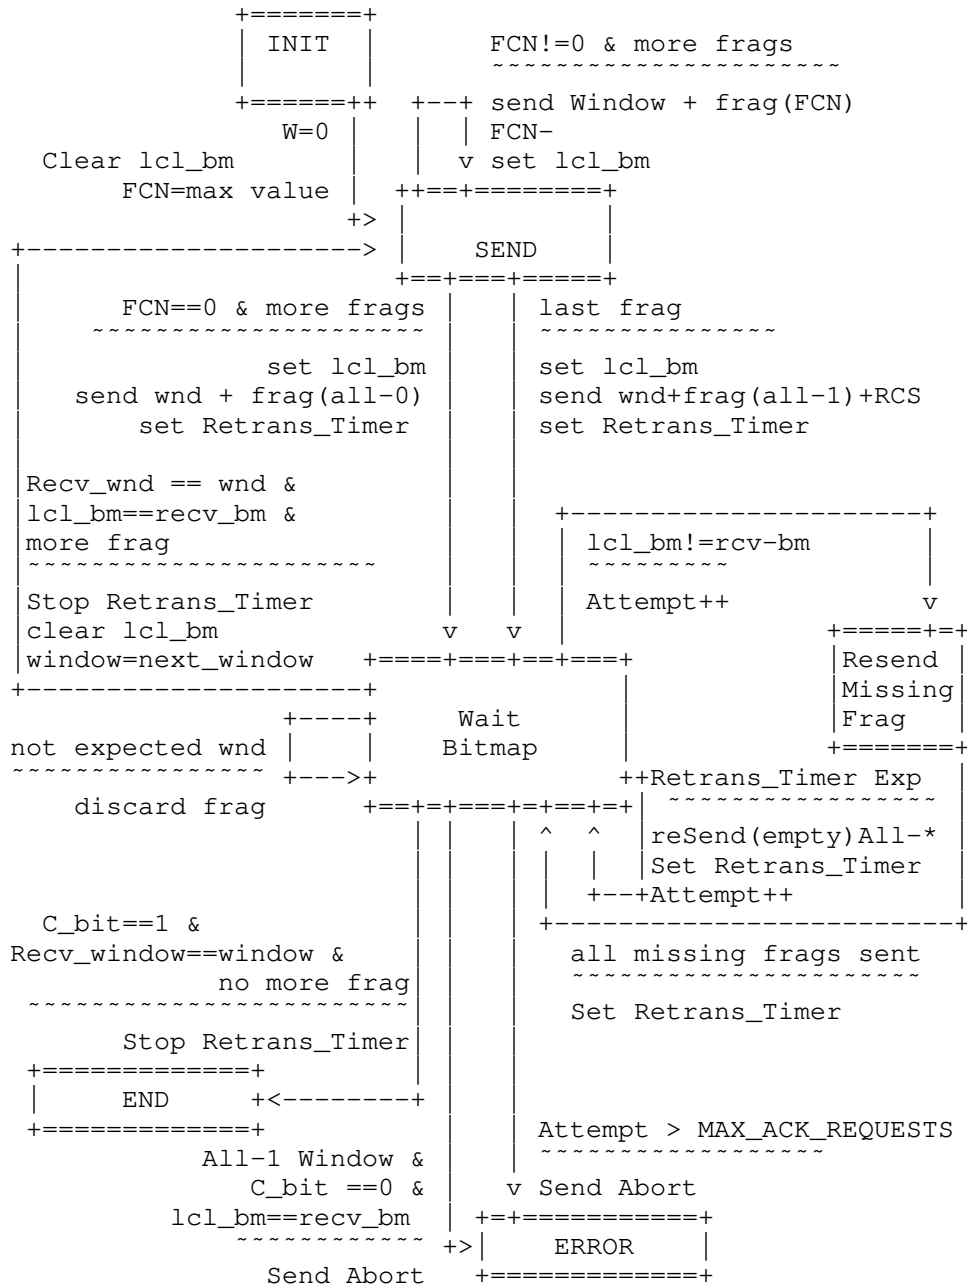 INIT FCN!=0 & more frags
send Window + frag(FCN)
W=0 FCN-
Clear lcl_bm set lcl_bm
FCN=max value
SEND
FCN==0 & more frags last frag
set lcl_bm set lcl_bm
send wnd + frag(all-0) send wnd+frag(all-1)+RCS
set Retrans_Timer set Retrans_Timer
Recv_wnd == wnd &
lcl_bm==recv_bm &
more frag lcl_bm!=rcv-bm
Stop Retrans_Timer Attempt++
clear lcl_bm
window=next_window Resend
Missing
Wait Frag
not expected wnd Bitmap
Retrans_Timer Exp
discard frag
reSend(empty)All-*
Set Retrans_Timer
Attempt++
C_bit==1 &
Recv_window==window & all missing frags sent
no more frag
Set Retrans_Timer
Stop Retrans_Timer
END
Attempt > MAX_ACK_REQUESTS
All-1 Window &
C_bit ==0 & Send Abort
lcl_bm==recv_bm
ERROR
Send Abort